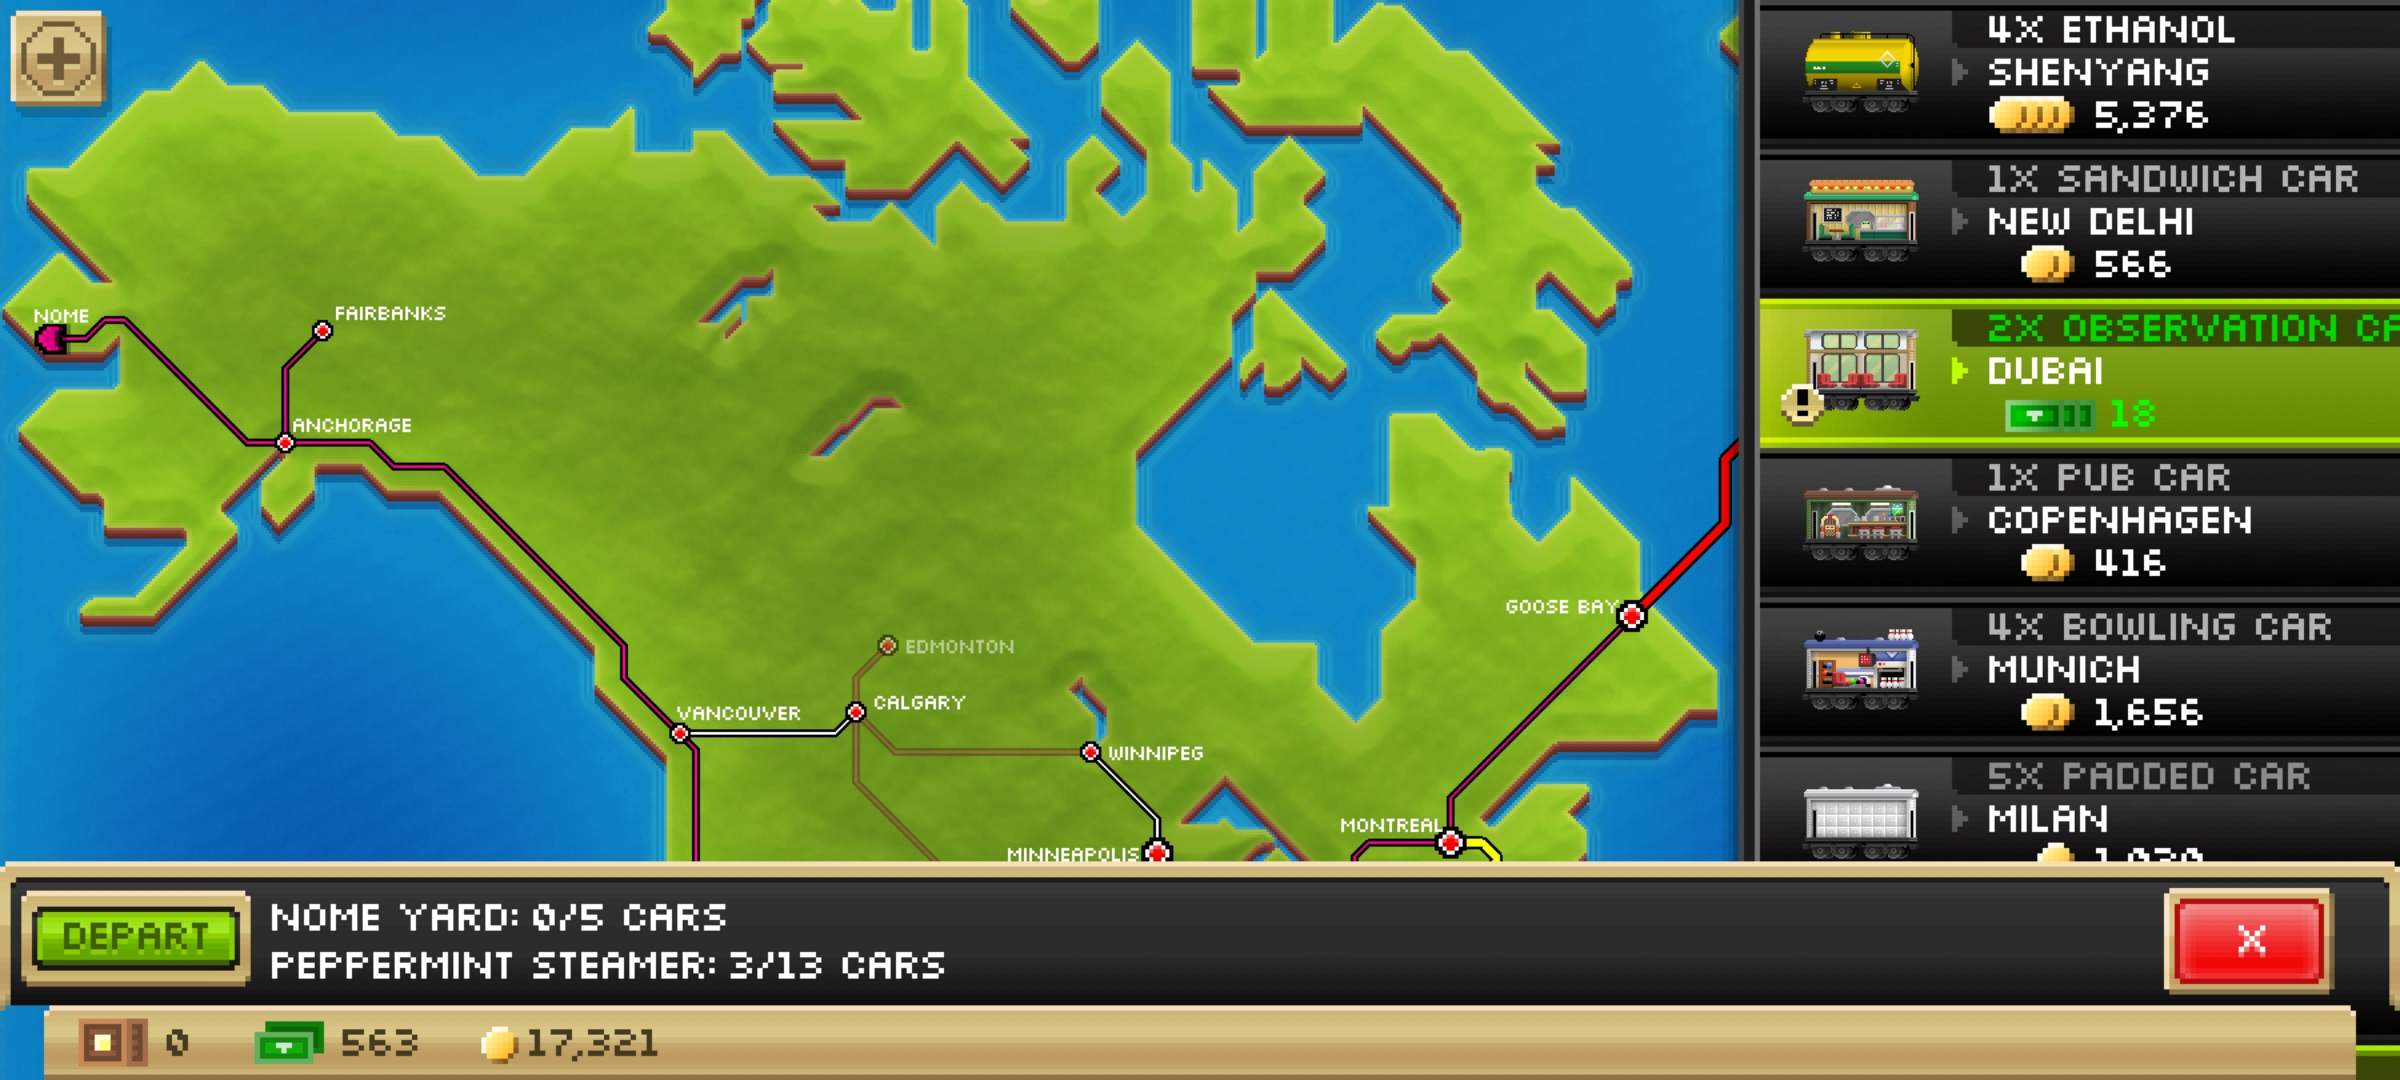 NOME
FAIRBANKS
ANCHORAGE
EDMONTON
VANCOUVER
CALGARY
WINNIPEG
MINNEAPOLIS
GOOSE BAY
MONTREAL
4X ETHANOL
SHENYANG
5,376
1X SANDWICH CAR
NEW DELHI
566
2X OBSERVATION CA
DUBAI
18
1X PUB CAR
COPENHAGEN
416
4X BOWLING CAR
MUNICH
1,656
5X PADDED CAR
MILAN
DEPART
NOME YARD: 0/5 CARS
PEPPERMINT STEAMER: 3/13 CARS
X
0
563
17,321